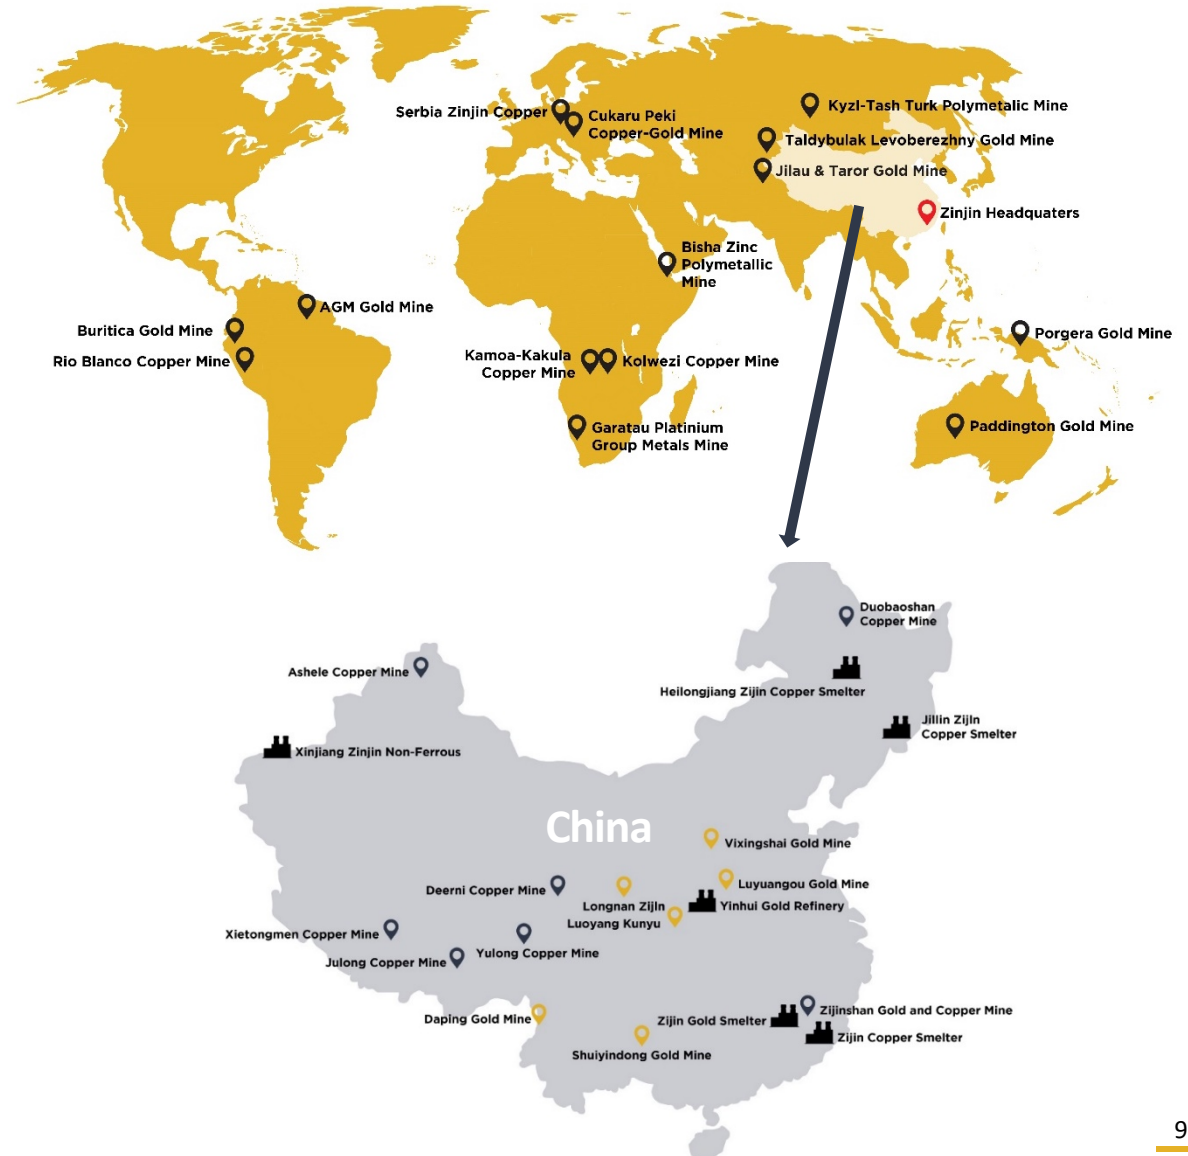 Serbia Zinjin Copper
Cukaru Peki
Copper-Gold Mine
Kyzl-Tash Turk Polymetalic Mine
Taldybulak Levoberezhny Gold Mine
Jilau & Taror Gold Mine
Zinjin Headquaters
Bisha Zinc
Polymetallic
Mine
AGM Gold Mine
Buritica Gold Mine
Rio Blanco Copper Mine
Kamoa-Kakula
Copper Mine
Kolwezi Copper Mine
Porgera Gold Mine
Garatau Platinium
Group Metals Mine
Paddington Gold Mine
Duobaoshan
Copper Mine
Ashele Copper Mine
Heilongjiang Zijin Copper Smelter
Jillin Zijln
Copper Smelter
Xinjiang Zinjin Non-Ferrous
China
Vixingshai Gold Mine
Deerni Copper Mine
Luyuangou Gold Mine
Longnan Zijln
Yinhui Gold Refinery
Luoyang Kunyu
Xietongmen Copper Mine
Yulong Copper Mine
Julong Copper Mine
Daping Gold Mine
Zijin Gold Smelter
Zijinshan Gold and Copper Mine
Zijin Copper Smelter
Shuiyindong Gold Mine
9